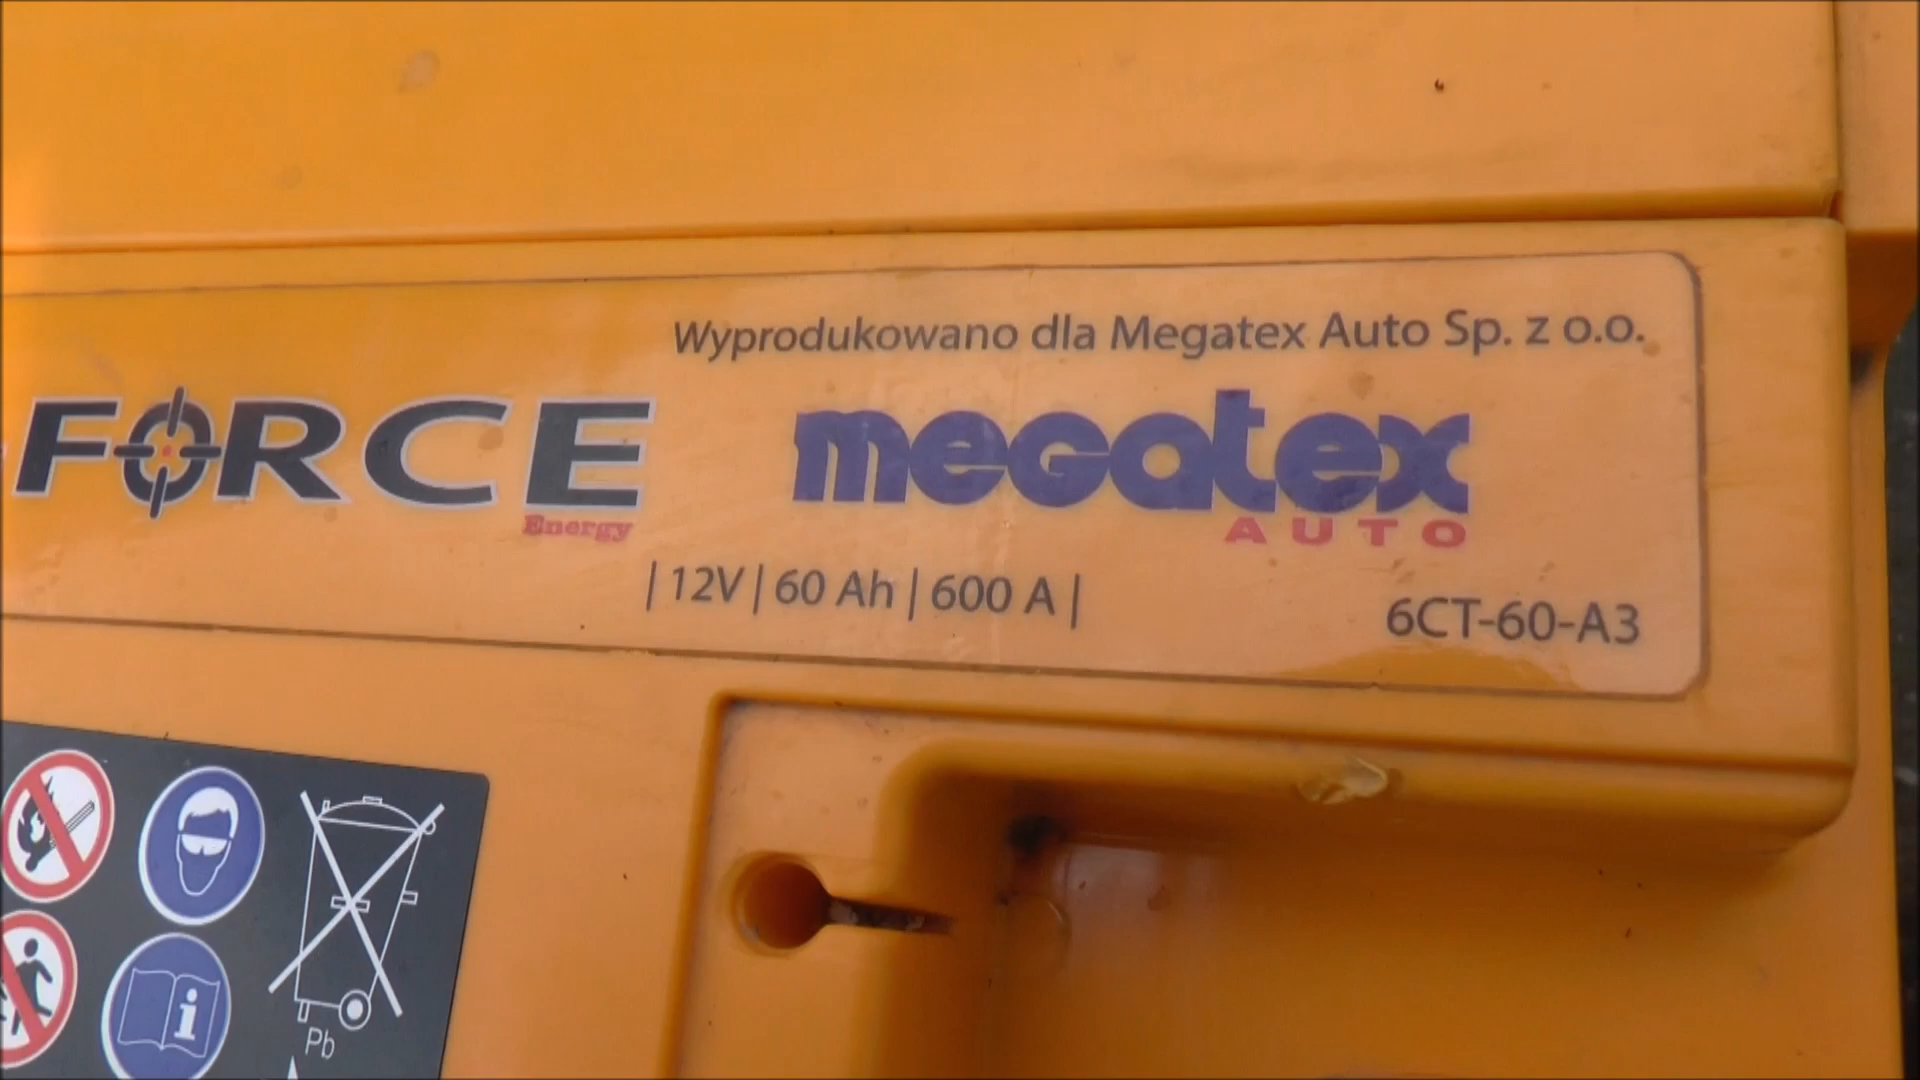 Wyprodukowano dla Megatex Auto Sp. z o.o.
FORCE
Energy
megatex
AUTO
| 12V | 60 Ah | 600 A |
6CT-60-A3
i
Pb